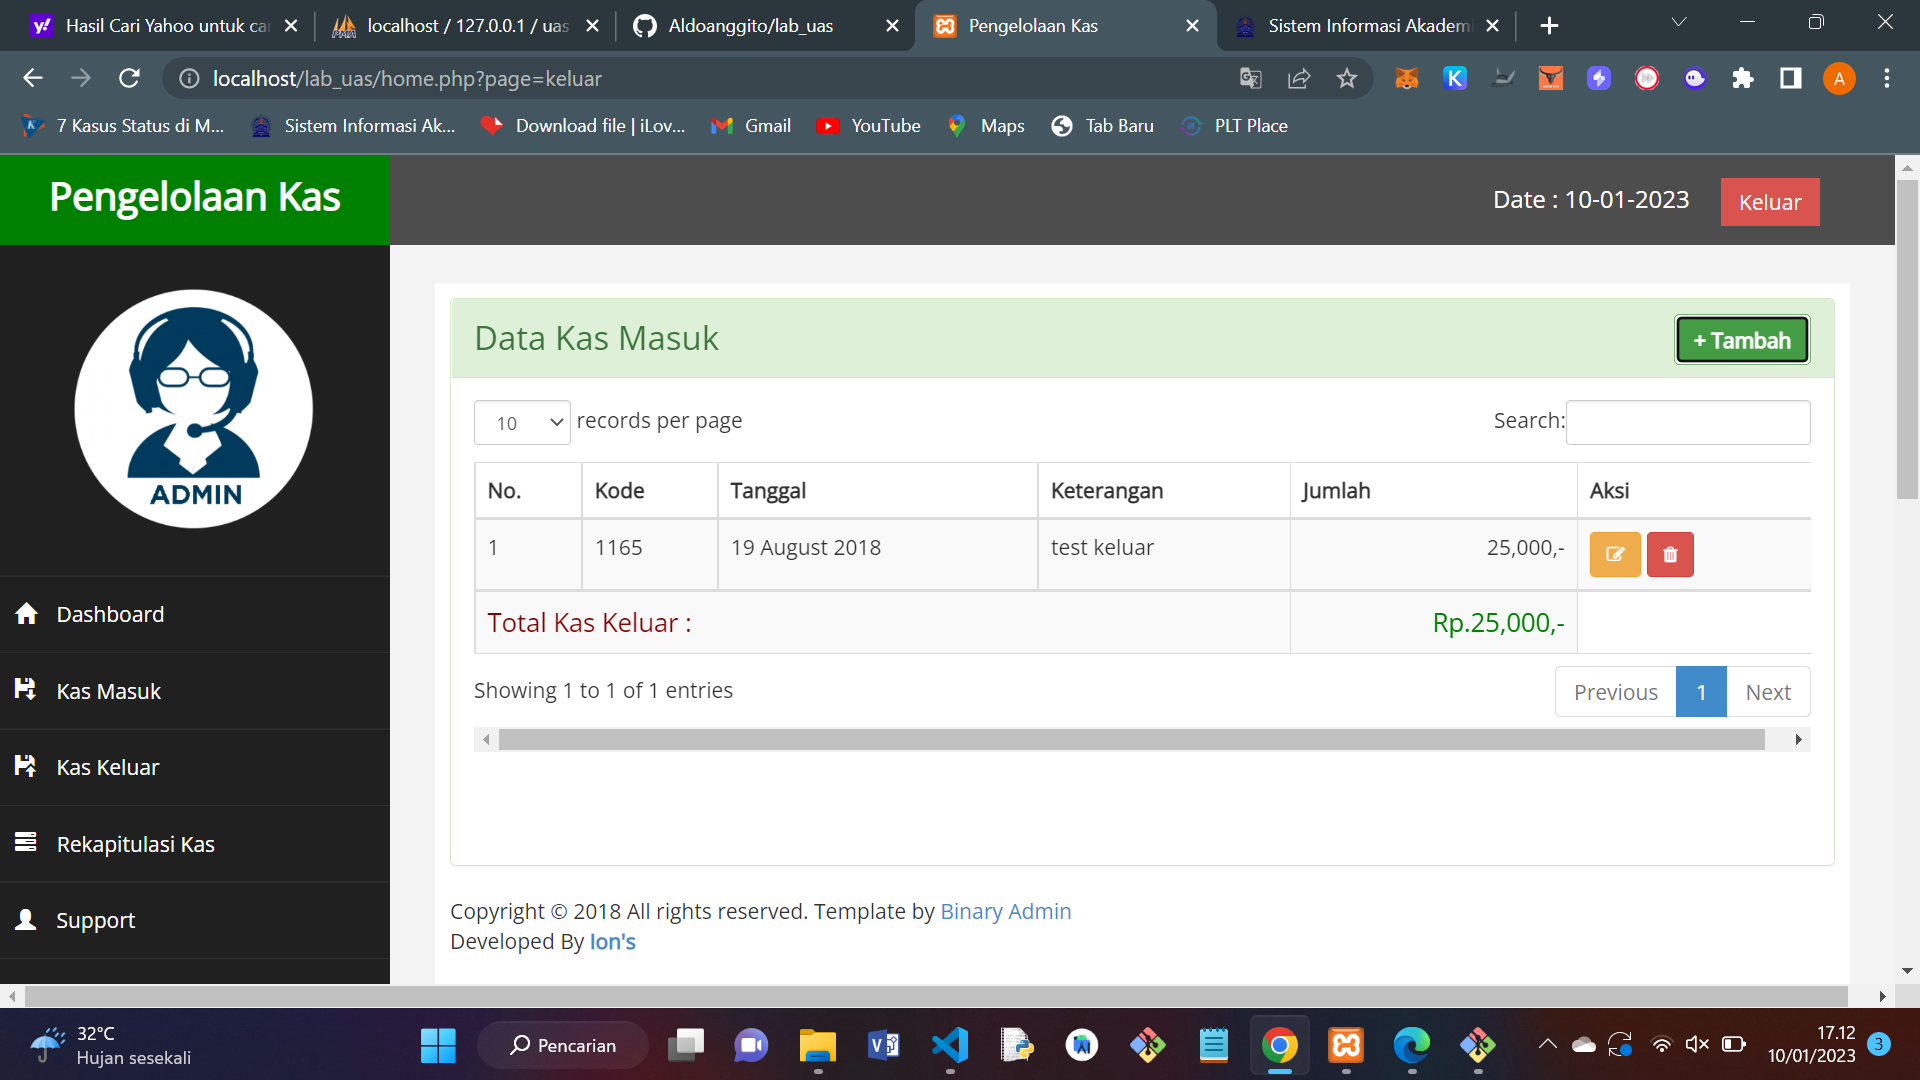 Hasil Cari Yahoo untuk ca
localhost / 127.0.0.1 / uas
Aldoanggito/lab_uas
Pengelolaan Kas
Sistem Informasi Akademi
localhost/lab_uas/home.php?page=keluar
A
7 Kasus Status di M...
Sistem Informasi Ak...
Download file | iLov...
Gmail
YouTube
Maps
Tab Baru
PLT Place
Pengelolaan Kas
Date : 10-01-2023
Keluar
ADMIN
Dashboard
Kas Masuk
Kas Keluar
Rekapitulasi Kas
Support
Data Kas Masuk
+ Tambah
10 records per page
Search:
No. Kode Tanggal Keterangan Jumlah Aksi
1 1165 19 August 2018 test keluar 25,000,-
Total Kas Keluar : Rp.25,000,-
Showing 1 to 1 of 1 entries
Previous 1 Next
Copyright © 2018 All rights reserved. Template by Binary Admin
Developed By Ion's
32°C
Hujan sesekali
Pencarian
17.12
10/01/2023
3